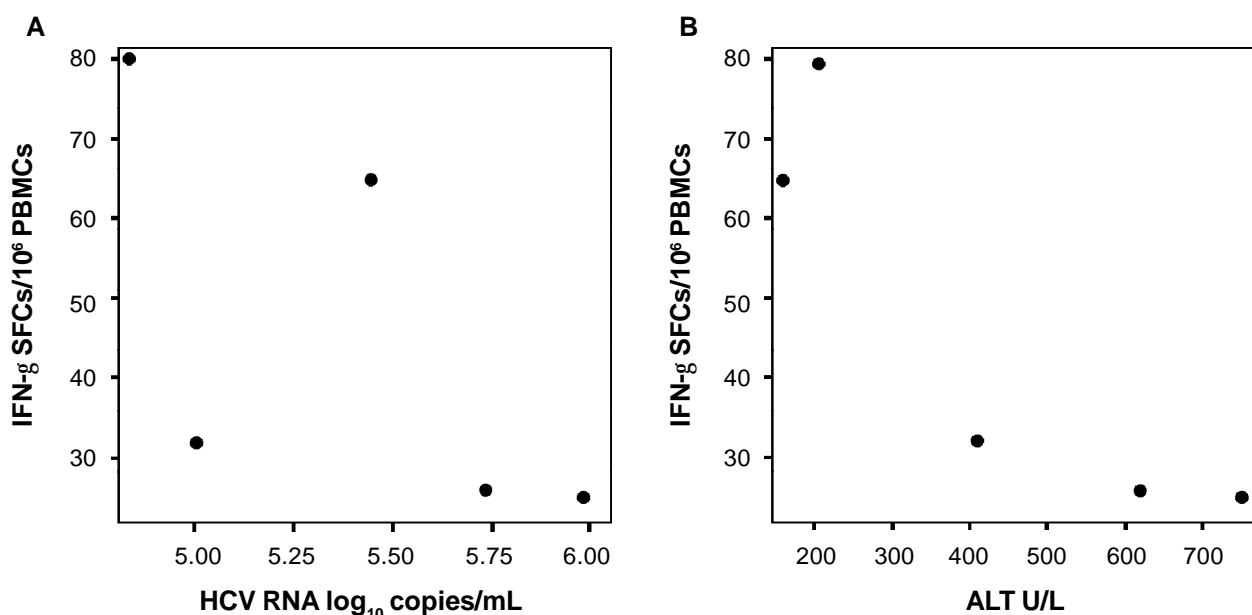 A
IFN-g SFCs/10⁶ PBMCs
80
70
60
50
40
30
5.00 5.25 5.50 5.75 6.00
HCV RNA log₁₀ copies/mL
B
IFN-g SFCs/10⁶ PBMCs
80
70
60
50
40
30
200 300 400 500 600 700
ALT U/L